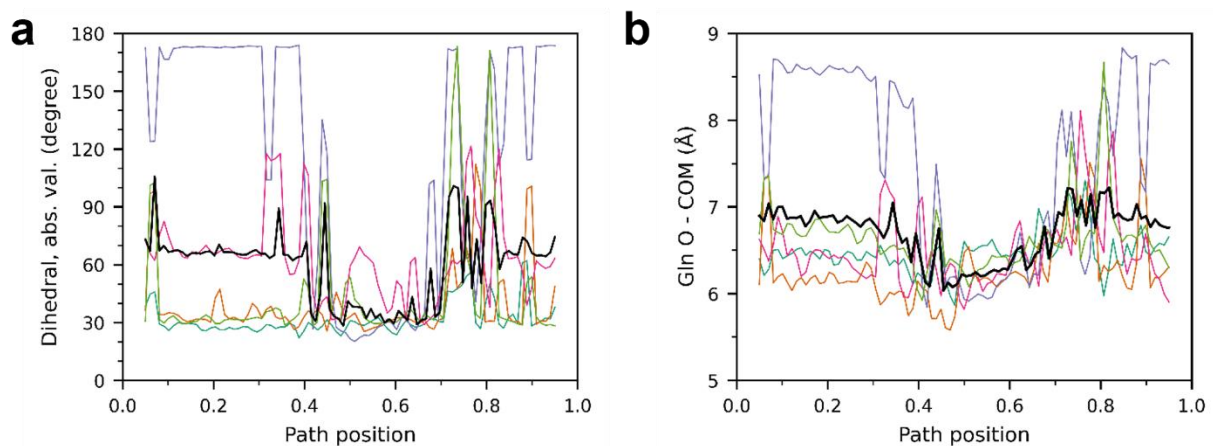 a
Dihedral, abs. val. (degree)
180
150
120
90
60
30
0
0.0 0.2 0.4 0.6 0.8 1.0
Path position
b
Gln O - COM (Å)
9
8
7
6
5
0.0 0.2 0.4 0.6 0.8 1.0
Path position